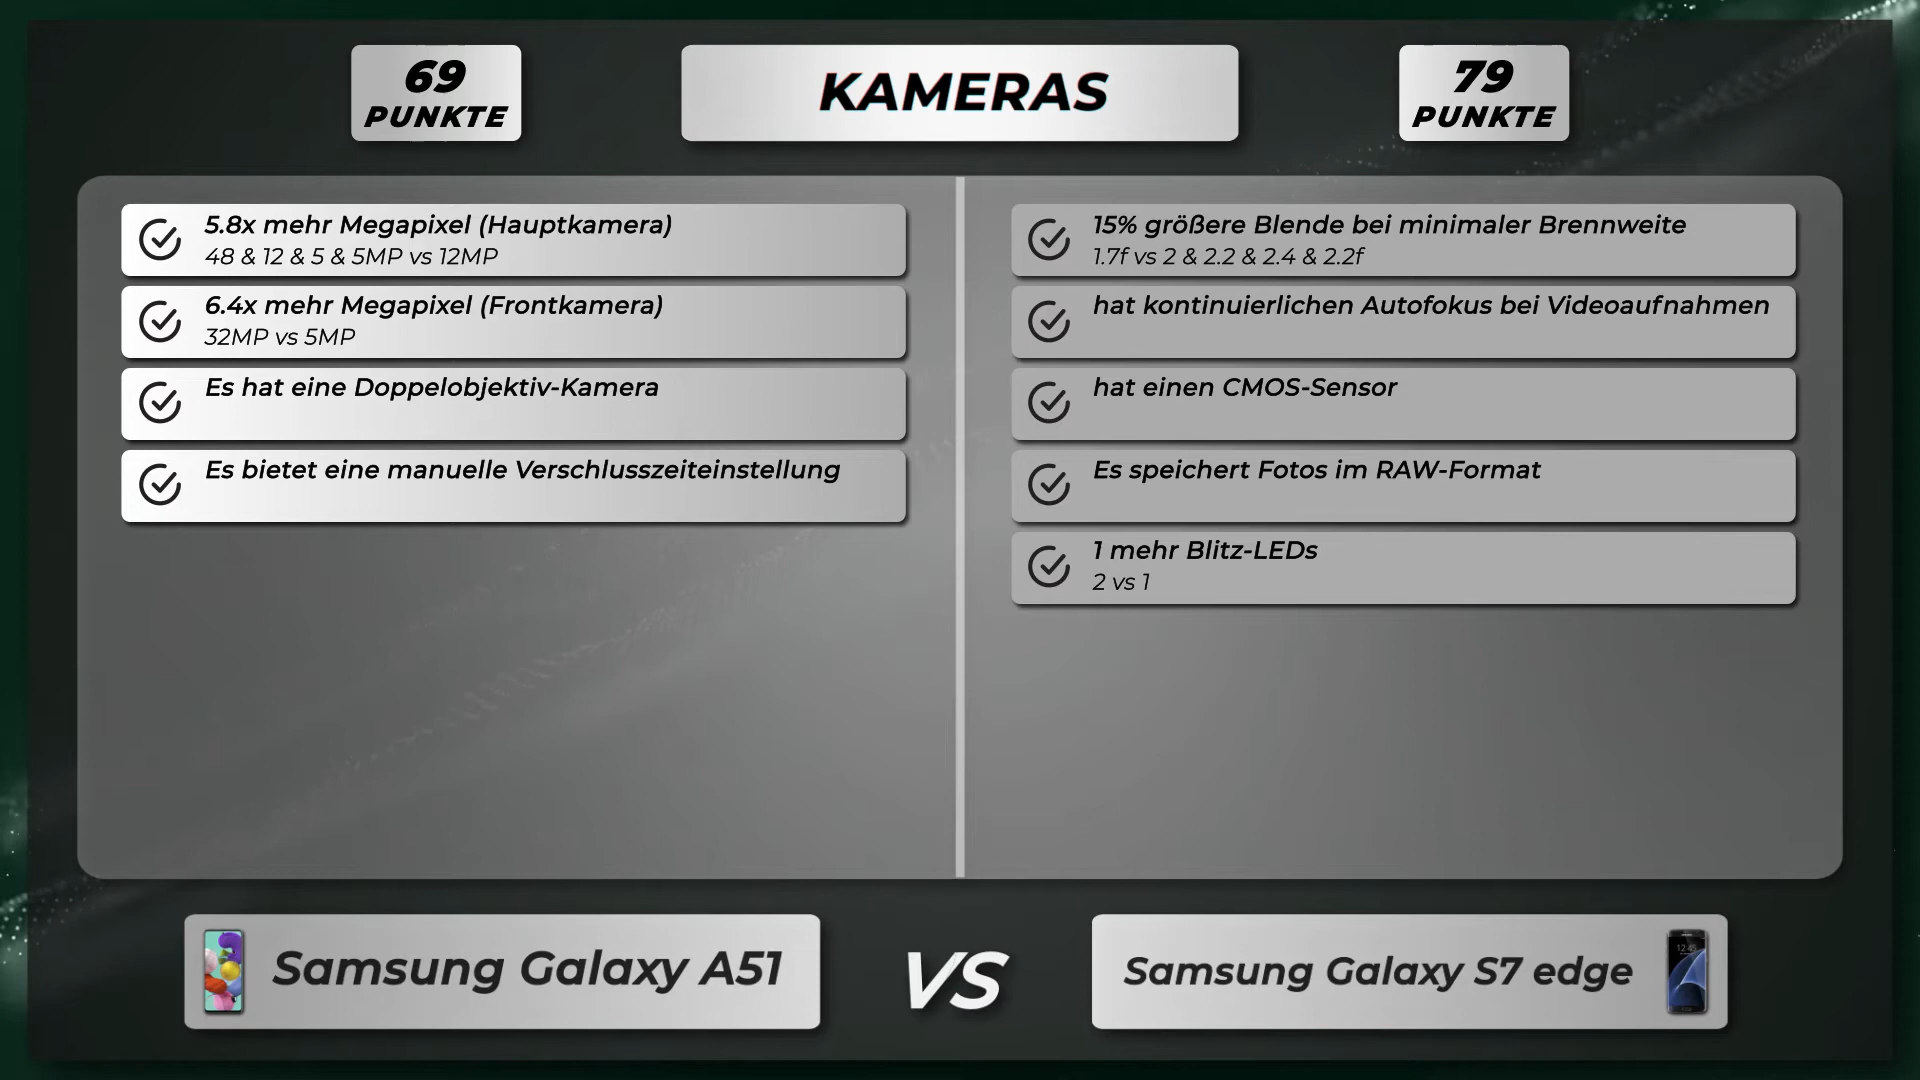 69
PUNKTE
KAMERAS
79
PUNKTE
5.8x mehr Megapixel (Hauptkamera)
48 & 12 & 5 & 5MP vs 12MP
6.4x mehr Megapixel (Frontkamera)
32MP vs 5MP
Es hat eine Doppelobjektiv-Kamera
Es bietet eine manuelle Verschlusszeiteinstellung
15% größere Blende bei minimaler Brennweite
1.7f vs 2 & 2.2 & 2.4 & 2.2f
hat kontinuierlichen Autofokus bei Videoaufnahmen
hat einen CMOS-Sensor
Es speichert Fotos im RAW-Format
1 mehr Blitz-LEDs
2 vs 1
Samsung Galaxy A51
VS
Samsung Galaxy S7 edge
12:45